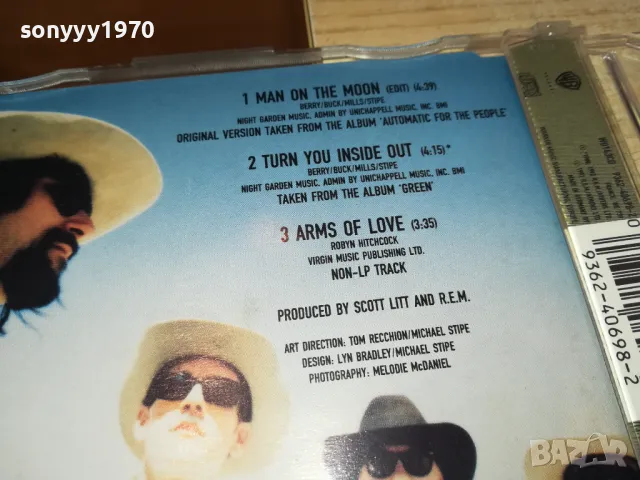 sonyyy1970
1 MAN ON THE MOON (EDIT) (4:39)
BERRY/BUCK/MILLS/STIPE
NIGHT GARDEN MUSIC, ADMIN BY UNICHAPPELL MUSIC, INC. BMI
ORIGINAL VERSION TAKEN FROM THE ALBUM 'AUTOMATIC FOR THE PEOPLE'
2 TURN YOU INSIDE OUT (4:15)*
BERRY/BUCK/MILLS/STIPE
NIGHT GARDEN MUSIC, ADMIN BY UNICHAPPELL MUSIC, INC. BMI
TAKEN FROM THE ALBUM 'GREEN'
3 ARMS OF LOVE (3:35)
ROBYN HITCHCOCK
VIRGIN MUSIC PUBLISHING LTD.
NON-LP TRACK
PRODUCED BY SCOTT LITT AND R.E.M.
ART DIRECTION: TOM RECCHION/MICHAEL STIPE
DESIGN: LYN BRADLEY/MICHAEL STIPE
PHOTOGRAPHY: MELODIE McDANIEL
9362-40698-2
BAZAR